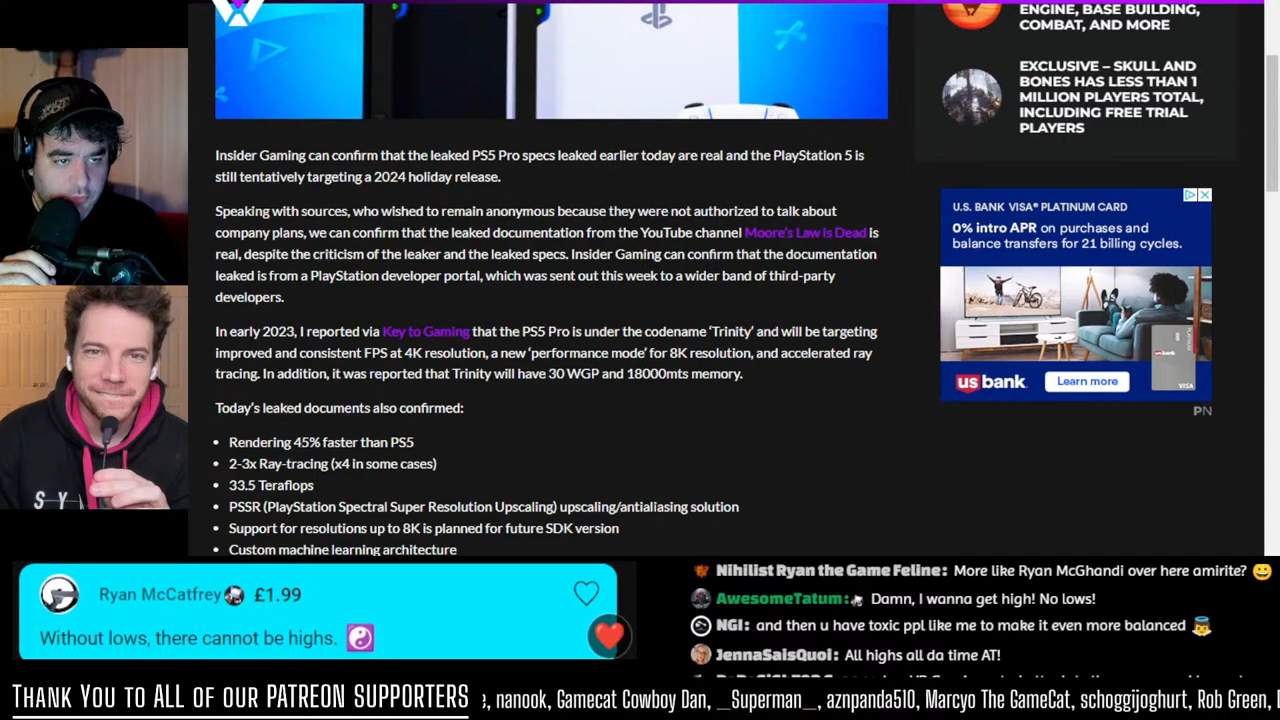 ENGINE, BASE BUILDING,
COMBAT, AND MORE
EXCLUSIVE – SKULL AND
BONES HAS LESS THAN 1
MILLION PLAYERS TOTAL,
INCLUDING FREE TRIAL
PLAYERS
Insider Gaming can confirm that the leaked PS5 Pro specs leaked earlier today are real and the PlayStation 5 is
still tentatively targeting a 2024 holiday release.
Speaking with sources, who wished to remain anonymous because they were not authorized to talk about
company plans, we can confirm that the leaked documentation from the YouTube channel Moore's Law is Dead is
real, despite the criticism of the leaker and the leaked specs. Insider Gaming can confirm that the documentation
leaked is from a PlayStation developer portal, which was sent out this week to a wider band of third-party
developers.
In early 2023, I reported via Key to Gaming that the PS5 Pro is under the codename 'Trinity' and will be targeting
improved and consistent FPS at 4K resolution, a new 'performance mode' for 8K resolution, and accelerated ray
tracing. In addition, it was reported that Trinity will have 30 WGP and 18000mts memory.
Today's leaked documents also confirmed:
• Rendering 45% faster than PS5
• 2-3x Ray-tracing (x4 in some cases)
• 33.5 Teraflops
• PSSR (PlayStation Spectral Super Resolution Upscaling) upscaling/antialiasing solution
• Support for resolutions up to 8K is planned for future SDK version
• Custom machine learning architecture
U.S. BANK VISA® PLATINUM CARD
0% intro APR on purchases and
balance transfers for 21 billing cycles.
us bank
Learn more
PN
S Y
Ryan McCatfrey £1.99
Without lows, there cannot be highs.
Nihilist Ryan the Game Feline: More like Ryan McGhandi over here amirite?
AwesomeTatum: Damn, I wanna get high! No lows!
NGI: and then u have toxic ppl like me to make it even more balanced
JennaSaisQuoi: All highs all da time AT!
THANK YOU TO ALL OF OUR PATREON SUPPORTERS
e, nanook, Gamecat Cowboy Dan, __Superman__, aznpanda510, Marcyo The GameCat, schoggijoghurt, Rob Green,